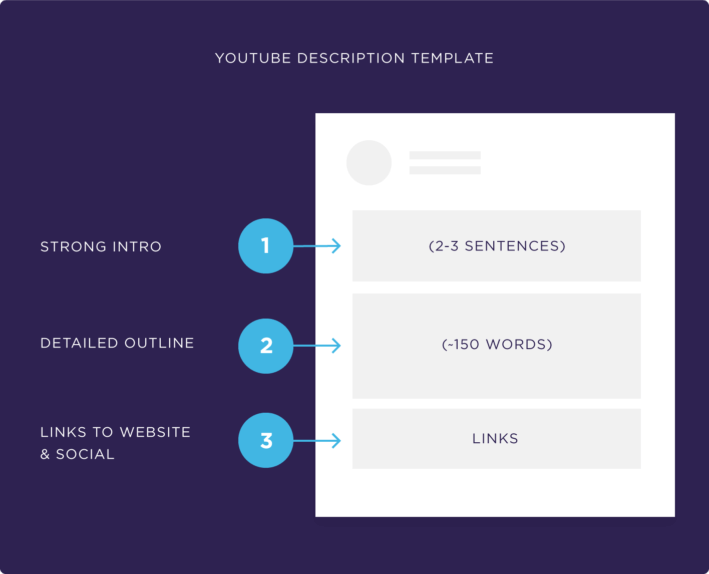 YOUTUBE DESCRIPTION TEMPLATE
STRONG INTRO
1
(2-3 SENTENCES)
DETAILED OUTLINE
2
(~150 WORDS)
LINKS TO WEBSITE
& SOCIAL
3
LINKS